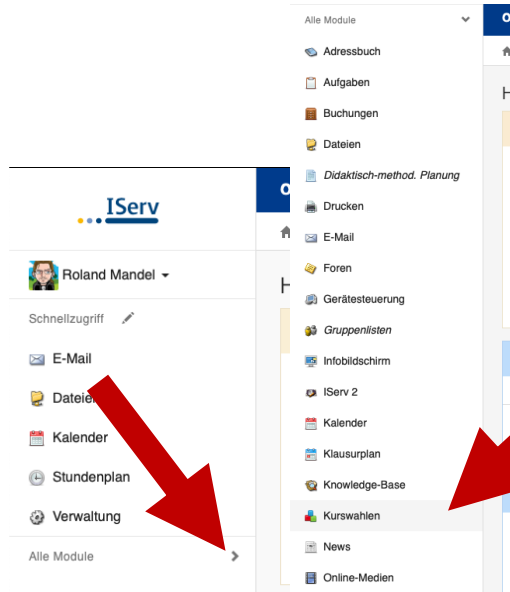 IServ
Roland Mandel
Schnellzugriff
E-Mail
Dateien
Kalender
Stundenplan
Verwaltung
Alle Module
Alle Module
Adressbuch
Aufgaben
Buchungen
Dateien
Didaktisch-method. Planung
Drucken
E-Mail
Foren
Gerätesteuerung
Gruppenlisten
Infobildschirm
IServ 2
Kalender
Klausurplan
Knowledge-Base
Kurswahlen
News
Online-Medien